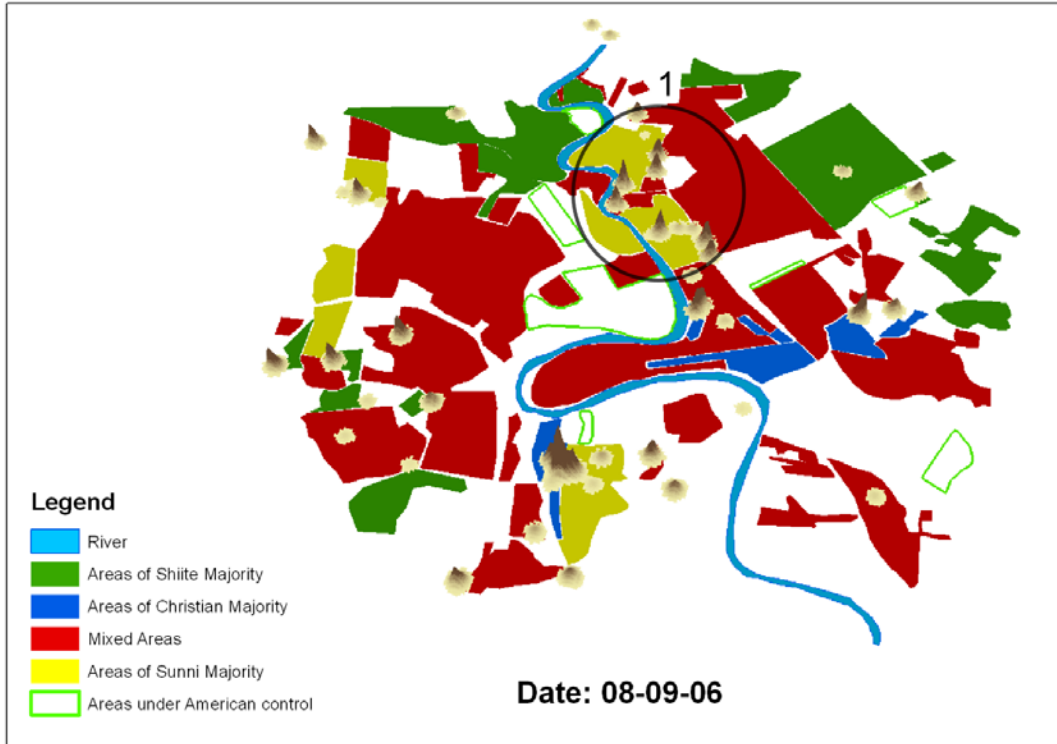 1
Legend
River
Areas of Shiite Majority
Areas of Christian Majority
Mixed Areas
Areas of Sunni Majority
Areas under American control
Date: 08-09-06